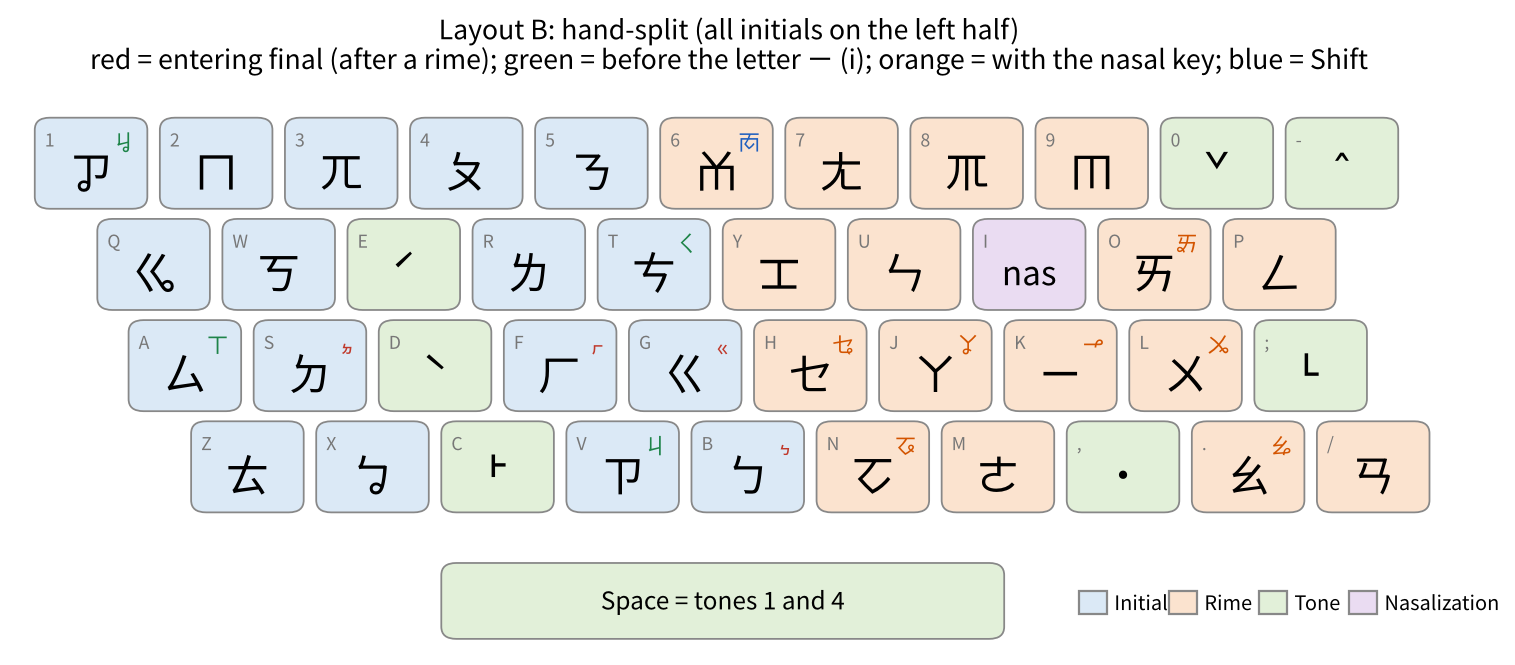 Layout B: hand-split (all initials on the left half)
red = entering final (after a rime); green = before the letter ㄧ (i); orange = with the nasal key; blue = Shift
1 ㆡ ㆢ 2 ㄇ 3 ㄫ 4 ㄆ 5 ㄋ 6 ㆰ ㆱ 7 ㄤ 8 ㆭ 9 ㆬ 0 ˇ - ˆ
Q ㆣ W ㄎ E ˊ R ㄌ T ㄘ ㄑ Y ㆲ U ㄣ I nas O ㄞ ㆮ P ㄥ
A ㄙ ㄒ S ㄉ ㆵ D ˋ F ㄏ ㆷ G ㄍ ㆻ H ㆤ ㆥ J ㄚ ㆩ K ㄧ ㆪ L ㄨ ㆫ ; ˪
Z ㄊ X ㆠ C ˫ V ㄗ ㄐ B ㄅ ㆴ N ㆦ ㆧ M ㄜ , ˙ . ㄠ ㆯ / ㄢ
Space = tones 1 and 4
Initial Rime Tone Nasalization